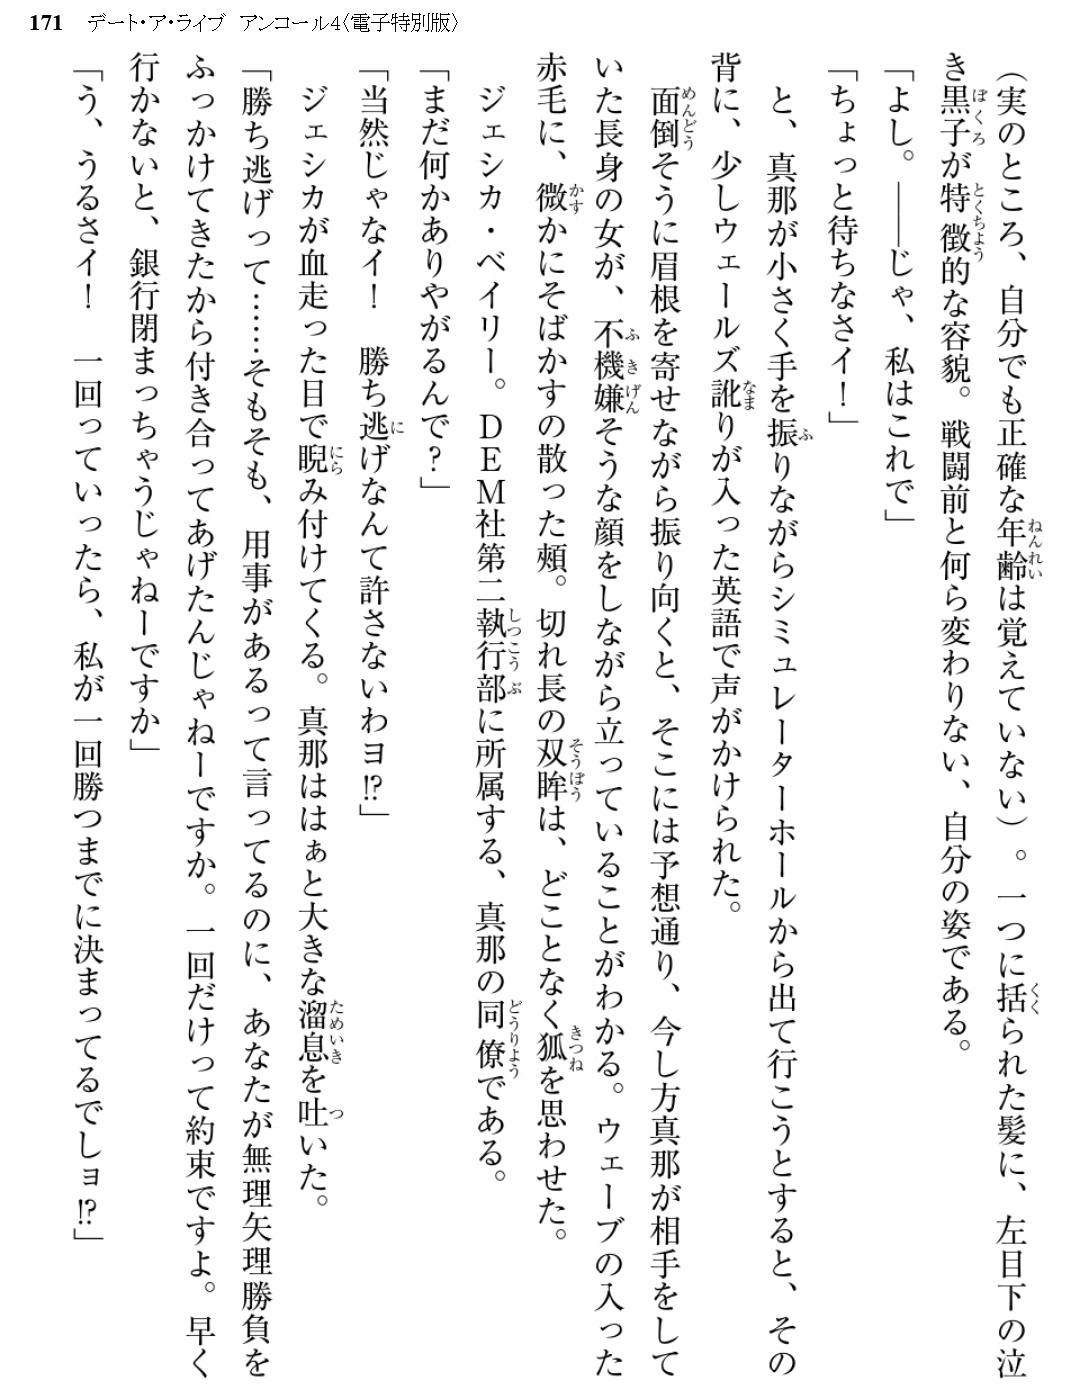 171 デート・ア・ライブ アンコール4〈電子特別版〉
（実のところ、自分でも正確な年齢は覚えていない）。一つに括られた髪に、左目下の泣
き黒子が特徴的な容貌。戦闘前と何ら変わりない、自分の姿である。
「よし。――じゃ、私はこれで」
「ちょっと待ちなさイ！」
と、真那が小さく手を振りながらシミュレーターホールから出て行こうとすると、その
背に、少しウェールズ訛りが入った英語で声がかけられた。
面倒そうに眉根を寄せながら振り向くと、そこには予想通り、今し方真那が相手をして
いた長身の女が、不機嫌そうな顔をしながら立っていることがわかる。ウェーブの入った
赤毛に、微かにそばかすの散った頬。切れ長の双眸は、どことなく狐を思わせた。
ジェシカ・ベイリー。ＤＥＭ社第二執行部に所属する、真那の同僚である。
「まだ何かありやがるんで？」
「当然じゃなイ！　勝ち逃げなんて許さないわヨ!?」
ジェシカが血走った目で睨み付けてくる。真那ははぁと大きな溜息を吐いた。
「勝ち逃げって……そもそも、用事があるって言ってるのに、あなたが無理矢理勝負を
ふっかけてきたから付き合ってあげたんじゃねーですか。一回だけって約束ですよ。早く
行かないと、銀行閉まっちゃうじゃねーですか」
「う、うるさイ！　一回っていったら、私が一回勝つまでに決まってるでしョ!?」